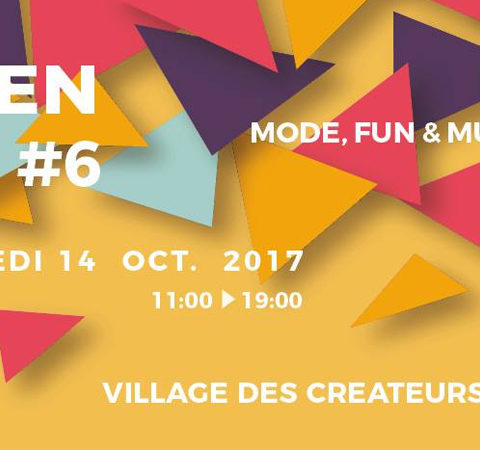 EN
#6
MODE, FUN & MU
EDI 14 OCT. 2017
11:00 ▶ 19:00
VILLAGE DES CREATEURS